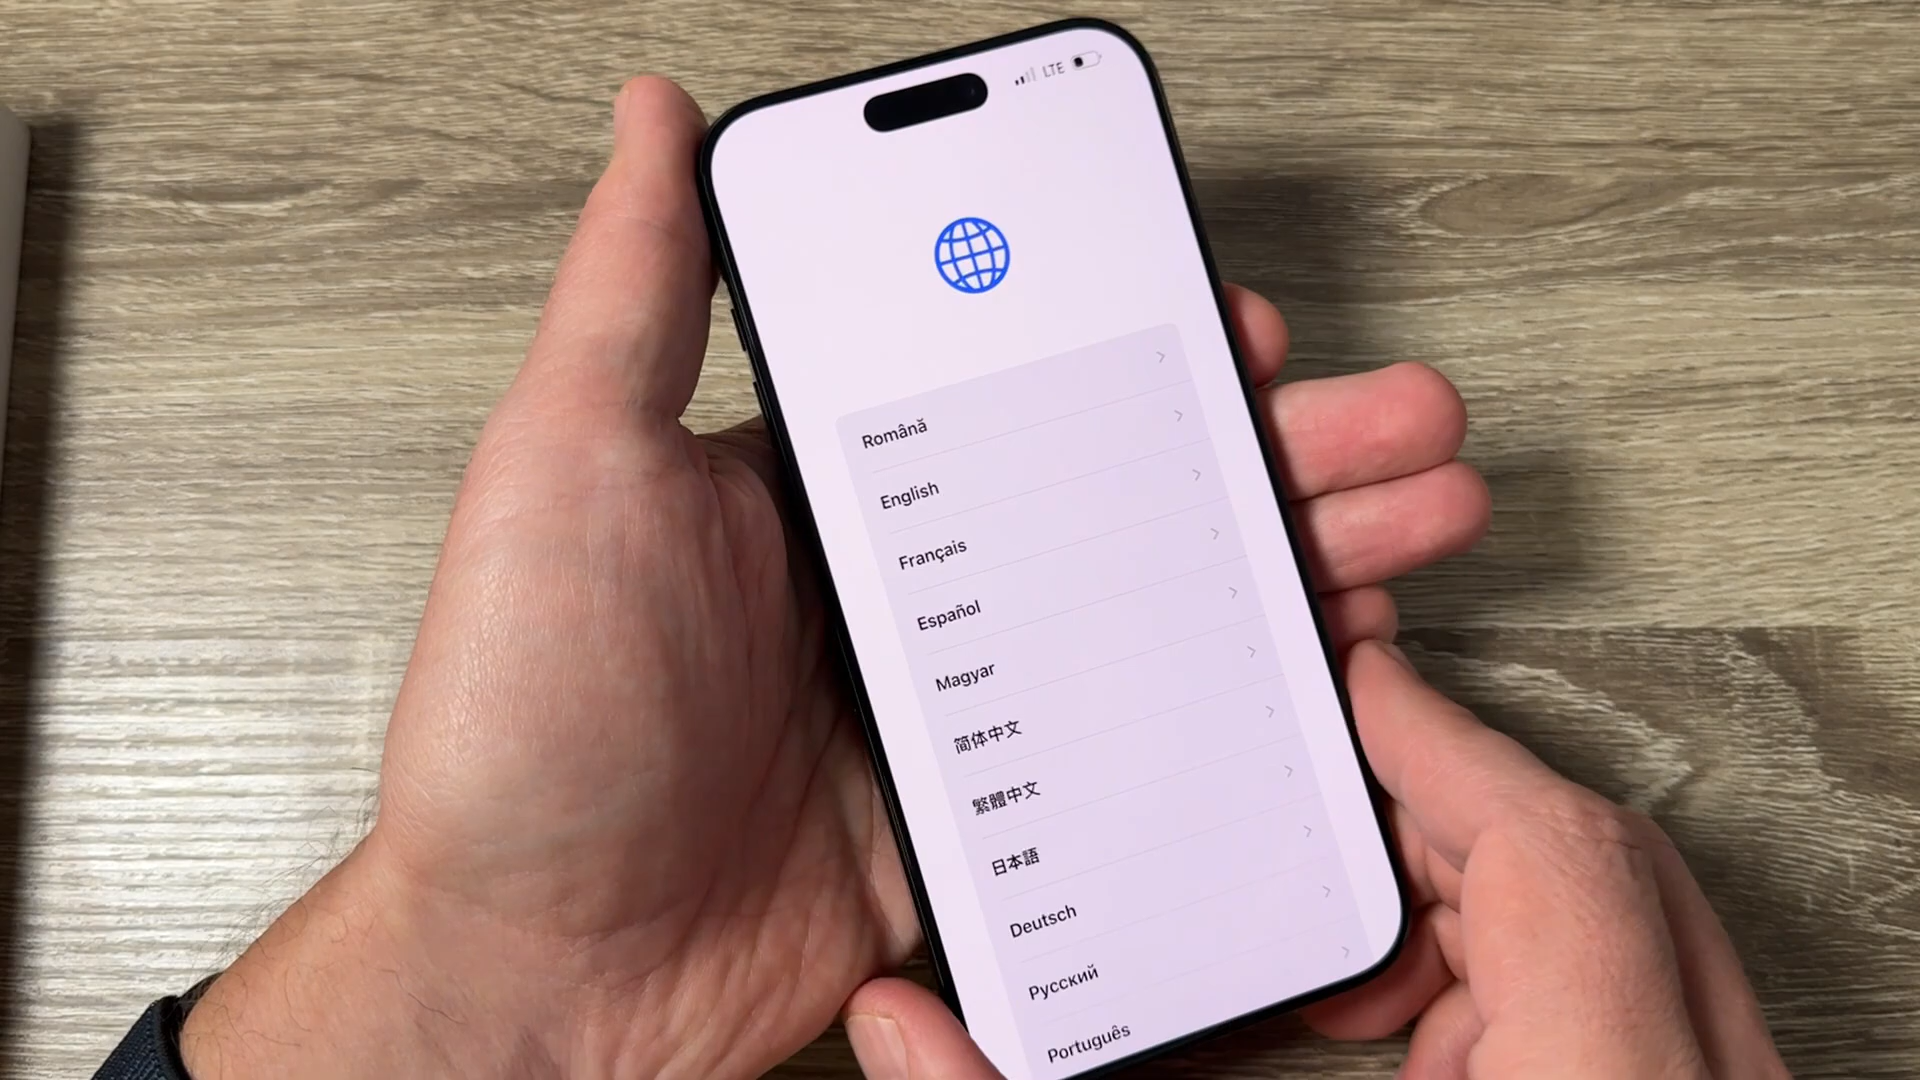 LTE
Română
English
Français
Español
Magyar
简体中文
繁體中文
日本語
Deutsch
Русский
Português